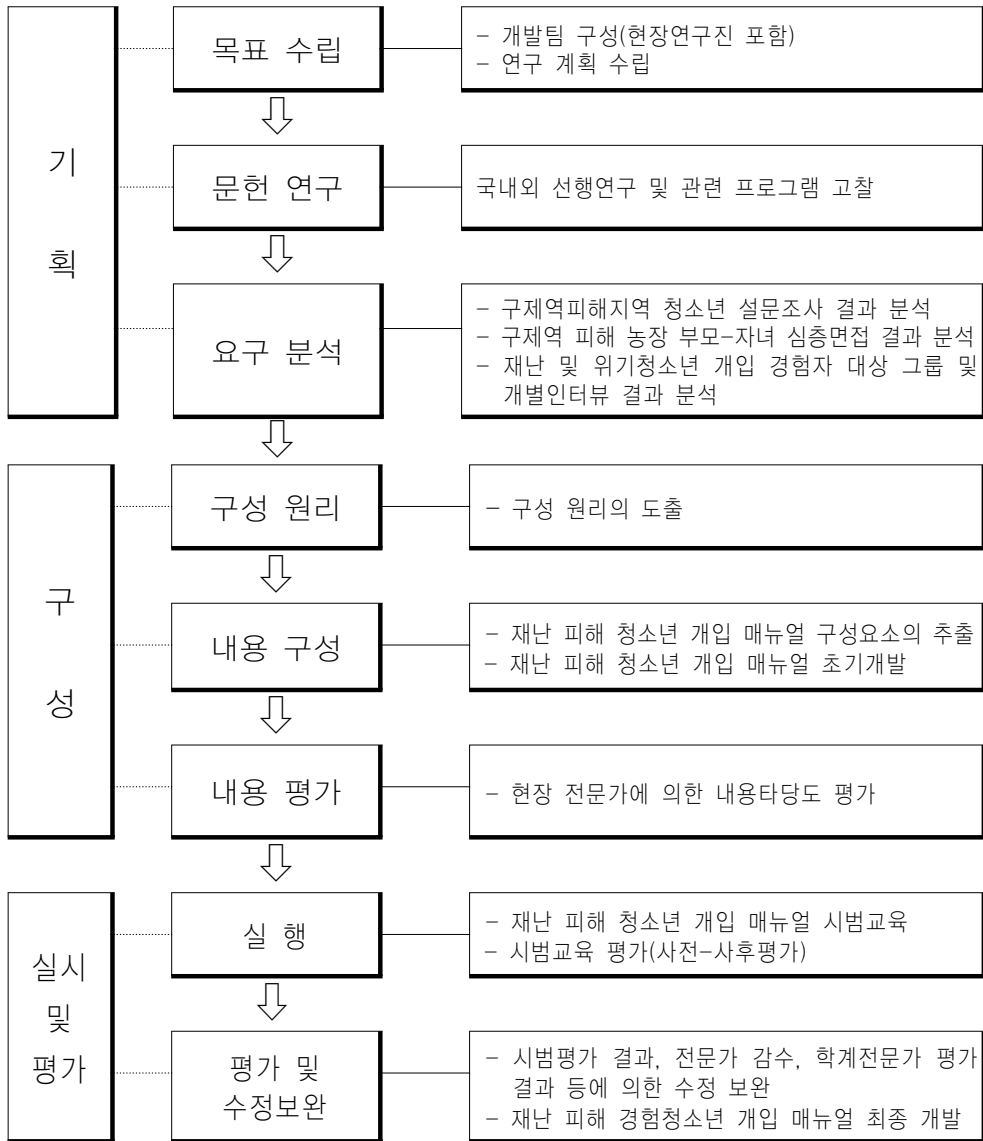 기
획
목표 수립
- 개발팀 구성(현장연구진 포함)
- 연구 계획 수립
문헌 연구
국내외 선행연구 및 관련 프로그램 고찰
요구 분석
- 구제역피해지역 청소년 설문조사 결과 분석
- 구제역 피해 농장 부모-자녀 심층면접 결과 분석
- 재난 및 위기청소년 개입 경험자 대상 그룹 및
개별인터뷰 결과 분석
구
성
구성 원리
- 구성 원리의 도출
내용 구성
- 재난 피해 청소년 개입 매뉴얼 구성요소의 추출
- 재난 피해 청소년 개입 매뉴얼 초기개발
내용 평가
- 현장 전문가에 의한 내용타당도 평가
실시
및
평가
실 행
- 재난 피해 청소년 개입 매뉴얼 시범교육
- 시범교육 평가(사전-사후평가)
평가 및
수정보완
- 시범평가 결과, 전문가 감수, 학계전문가 평가
결과 등에 의한 수정 보완
- 재난 피해 경험청소년 개입 매뉴얼 최종 개발